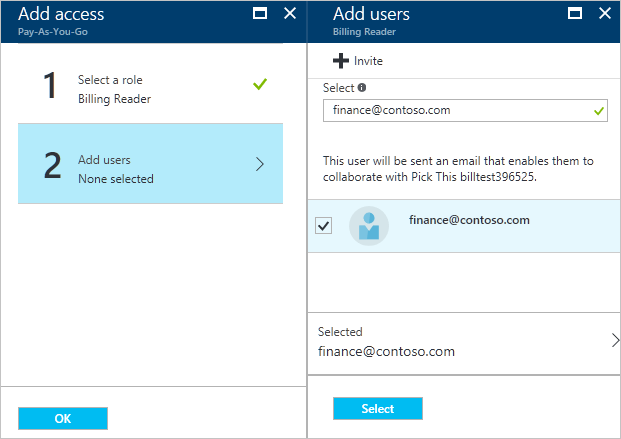 Add access
Pay-As-You-Go
1
Select a role
Billing Reader
2
Add users
None selected
OK
Add users
Billing Reader
Invite
Select
finance@contoso.com
This user will be sent an email that enables them to
collaborate with Pick This billtest396525.
finance@contoso.com
Selected
finance@contoso.com
Select